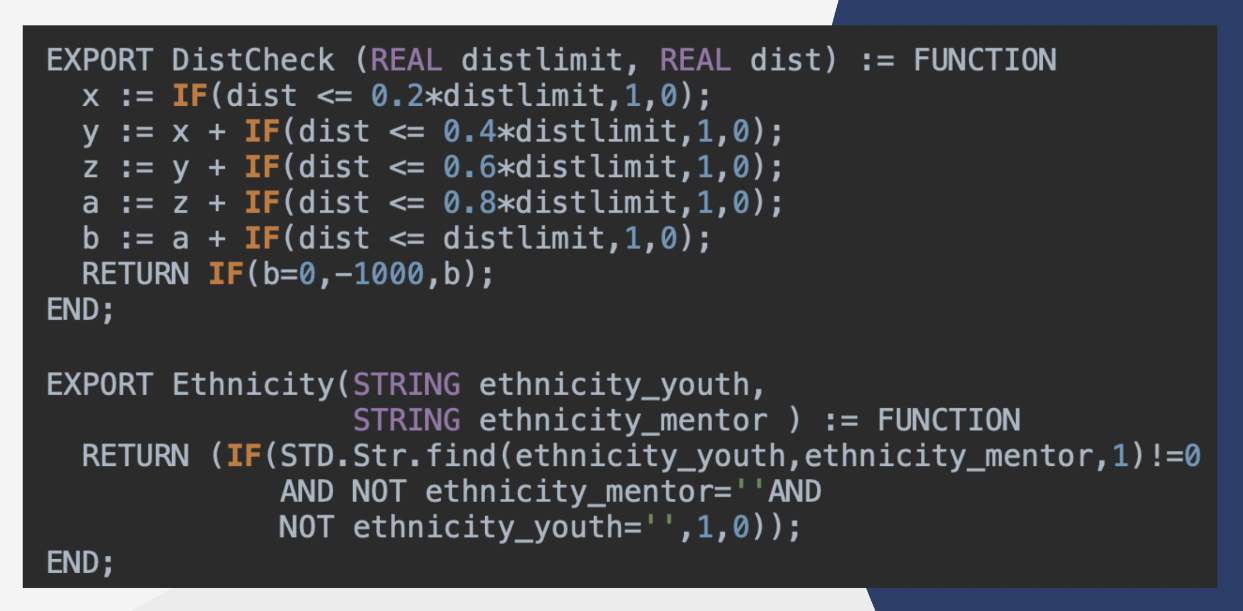 EXPORT DistCheck (REAL distlimit, REAL dist) := FUNCTION
x := IF(dist <= 0.2*distlimit,1,0);
y := x + IF(dist <= 0.4*distlimit,1,0);
z := y + IF(dist <= 0.6*distlimit,1,0);
a := z + IF(dist <= 0.8*distlimit,1,0);
b := a + IF(dist <= distlimit,1,0);
RETURN IF(b=0,-1000,b);
END;
EXPORT Ethnicity(STRING ethnicity_youth,
STRING ethnicity_mentor ) := FUNCTION
RETURN (IF(STD.Str.find(ethnicity_youth,ethnicity_mentor,1)!=0
AND NOT ethnicity_mentor=''AND
NOT ethnicity_youth='',1,0));
END;